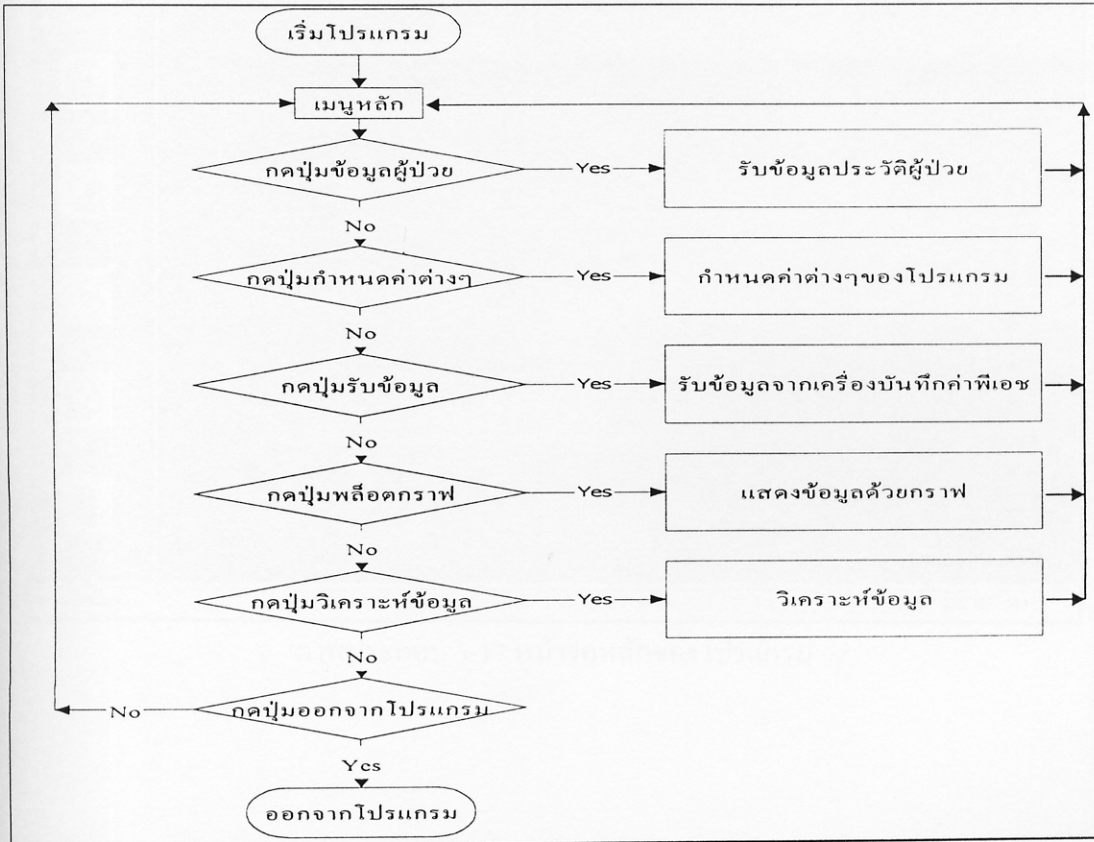 เริ่มโปรแกรม
เมนูหลัก
กดปุ่มข้อมูลผู้ป่วย
Yes
รับข้อมูลประวัติผู้ป่วย
No
กดปุ่มกำหนดค่าต่างๆ
Yes
กำหนดค่าต่างๆของโปรแกรม
No
กดปุ่มรับข้อมูล
Yes
รับข้อมูลจากเครื่องบันทึกค่าพีเอช
No
กดปุ่มพล็อตกราฟ
Yes
แสดงข้อมูลด้วยกราฟ
No
กดปุ่มวิเคราะห์ข้อมูล
Yes
วิเคราะห์ข้อมูล
No
กดปุ่มออกจากโปรแกรม
No
Yes
ออกจากโปรแกรม